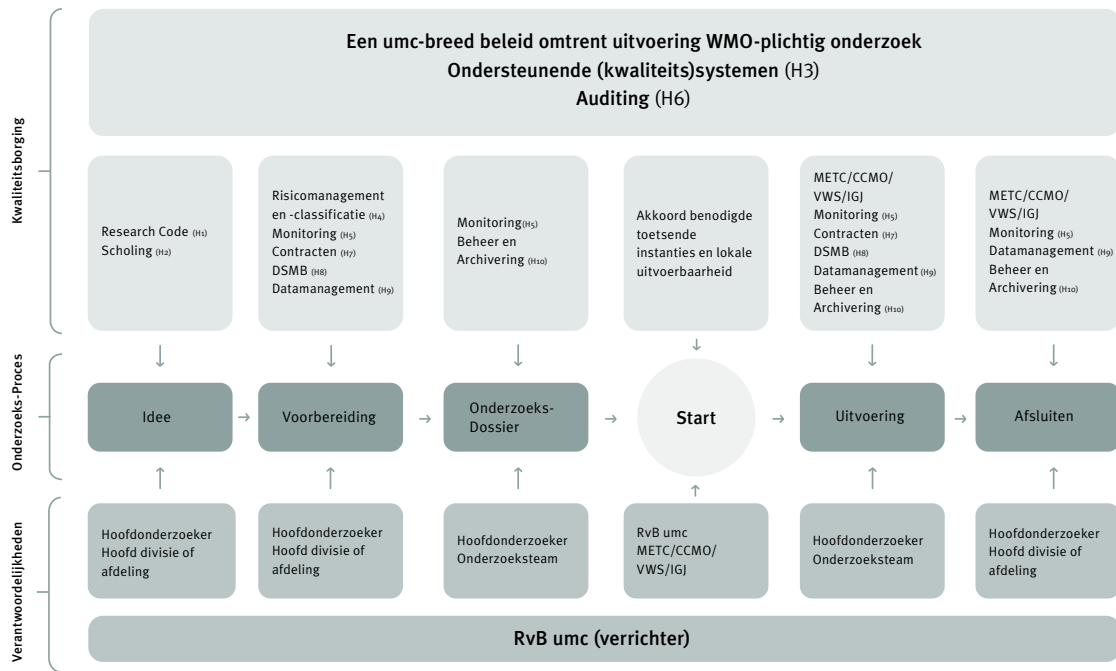 Kwaliteitsborging
Een umc-breed beleid omtrent uitvoering WMO-plichtig onderzoek
Ondersteunende (kwaliteits)systemen (H3)
Auditing (H6)
Research Code (H1)
Scholing (H2)
Risicomanagement
en -classificatie (H4)
Monitoring (H5)
Contracten (H7)
DSMB (H8)
Datamanagement (H9)
Monitoring(H5)
Beheer en
Archivering (H10)
Akkoord benodigde
toetsende
instanties en lokale
uitvoerbaarheid
METC/CCMO/
VWS/IGJ
Monitoring (H5)
Contracten (H7)
DSMB (H8)
Datamanagement (H9)
Beheer en
Archivering (H10)
METC/CCMO/
VWS/IGJ
Monitoring (H5)
Datamanagement (H9)
Beheer en
Archivering (H10)
Onderzoeks-Proces
Idee
Voorbereiding
Onderzoeks-
Dossier
Start
Uitvoering
Afsluiten
Verantwoordelijkheden
Hoofdonderzoeker
Hoofd divisie of
afdeling
Hoofdonderzoeker
Hoofd divisie of
afdeling
Hoofdonderzoeker
Onderzoeksteam
RvB umc
METC/CCMO/
VWS/IGJ
Hoofdonderzoeker
Onderzoeksteam
Hoofdonderzoeker
Hoofd divisie of
afdeling
RvB umc (verrichter)